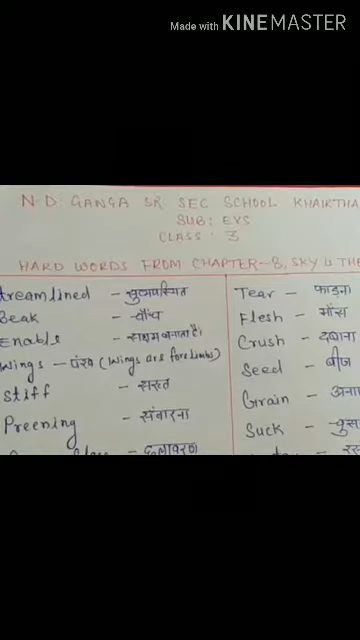 Made with KINEMASTER
N.D. GANGA SR. SEC SCHOOL KHAIRTHA
SUB: EVS
CLASS: 3
HARD WORDS FROM CHAPTER-8, SKY IS THE
treamlined - सुव्यवस्थित
Beak - चोंच
Enable - सक्षम बनाता है।
Wings - पंख (Wings are forelimbs)
Stiff - सख्त
Preening - संवारना
Tear - फाड़ना
Flesh - माँस
Crush - दबाना
Seed - बीज
Grain - अना
Suck - चुस